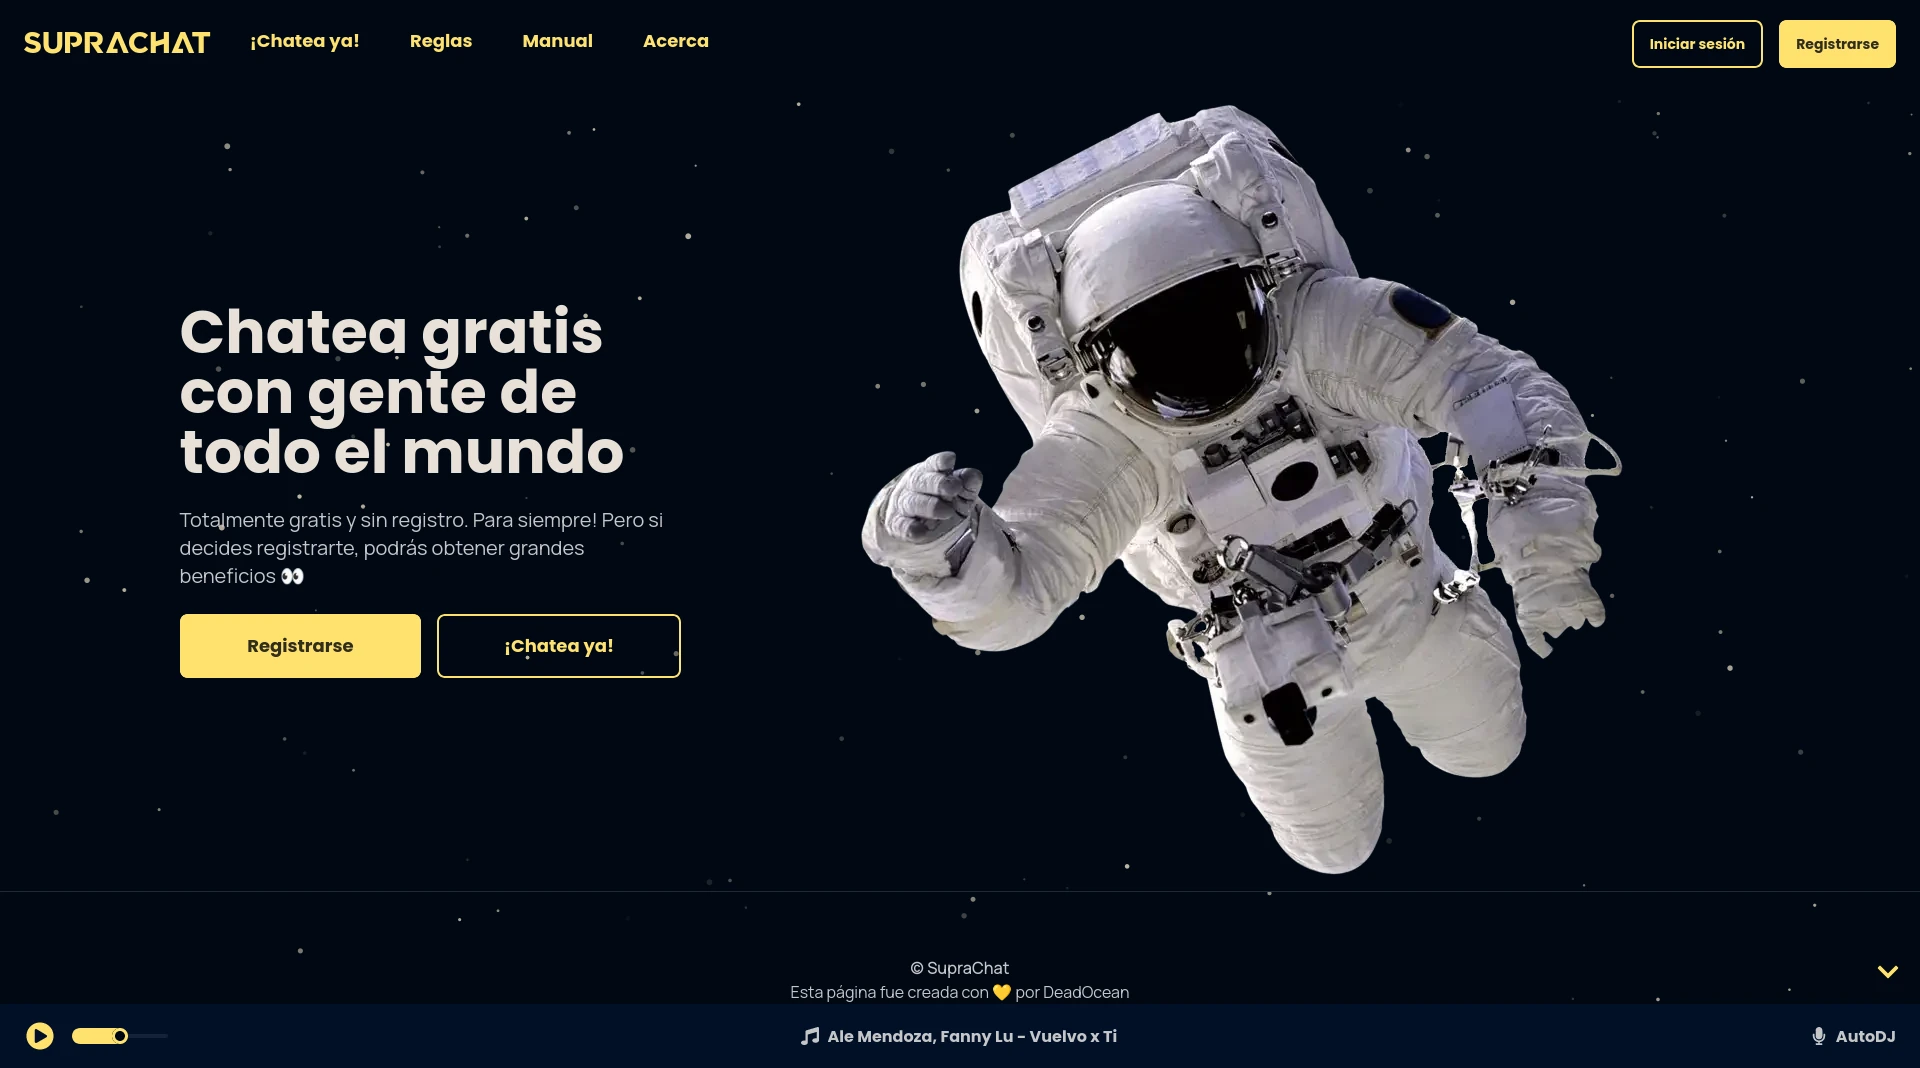 SUPRACHAT
¡Chatea ya!
Reglas
Manual
Acerca
Iniciar sesión
Registrarse
Chatea gratis
con gente de
todo el mundo
Totalmente gratis y sin registro. Para siempre! Pero si
decides registrarte, podrás obtener grandes
beneficios 👀
Registrarse
¡Chatea ya!
© SupraChat
Esta página fue creada con 💛 por DeadOcean
Ale Mendoza, Fanny Lu - Vuelvo x Ti
AutoDJ